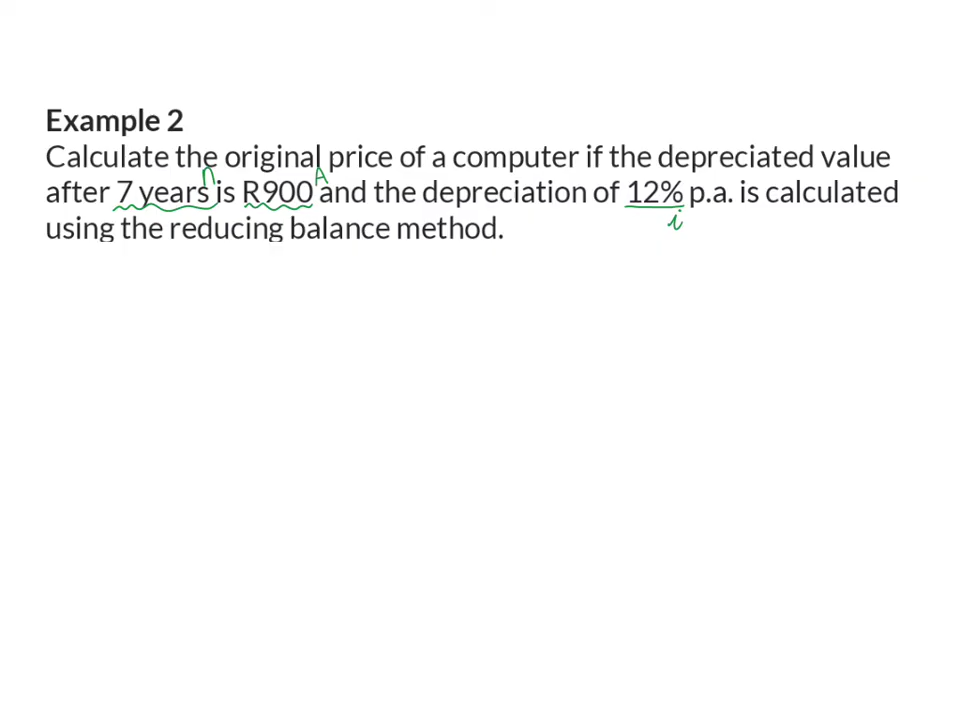 Example 2
Calculate the original price of a computer if the depreciated value
n A
after 7 years is R900 and the depreciation of 12% p.a. is calculated
i
using the reducing balance method.